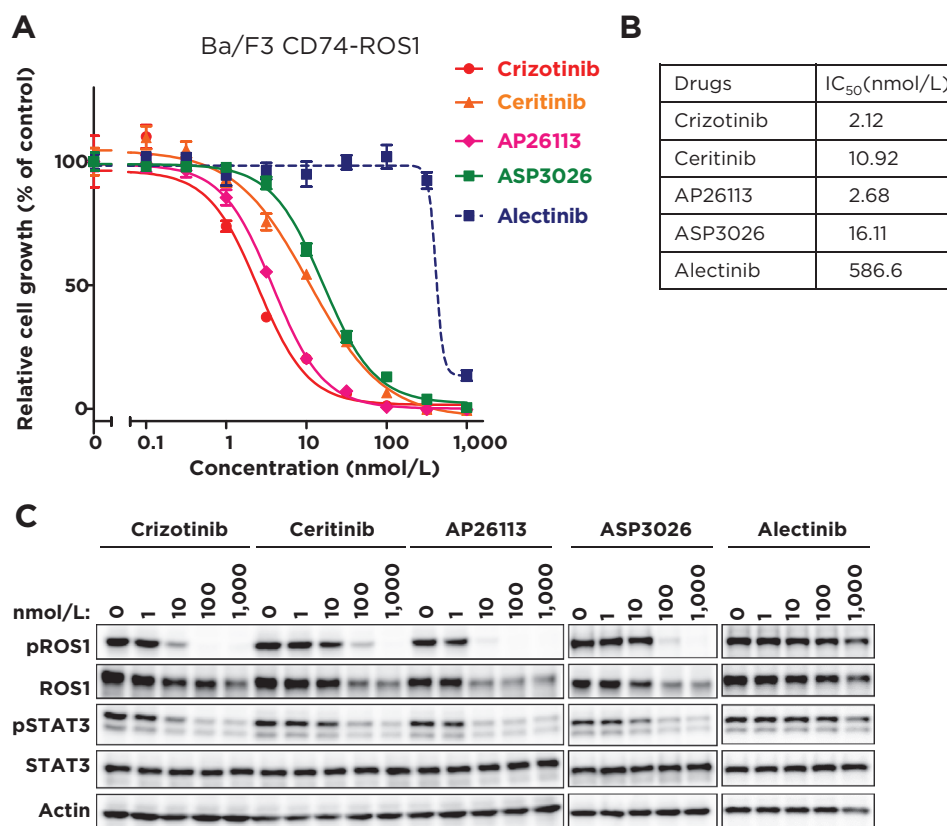 A
Ba/F3 CD74-ROS1
Relative cell growth (% of control)
100
50
0
0 0.1 1 10 100 1,000
Concentration (nmol/L)
Crizotinib
Ceritinib
AP26113
ASP3026
Alectinib
B
Drugs IC50(nmol/L)
Crizotinib 2.12
Ceritinib 10.92
AP26113 2.68
ASP3026 16.11
Alectinib 586.6
C
Crizotinib Ceritinib AP26113 ASP3026 Alectinib
nmol/L: 0 1 10 100 1,000 0 1 10 100 1,000 0 1 10 100 1,000 0 1 10 100 1,000 0 1 10 100 1,000
pROS1
ROS1
pSTAT3
STAT3
Actin